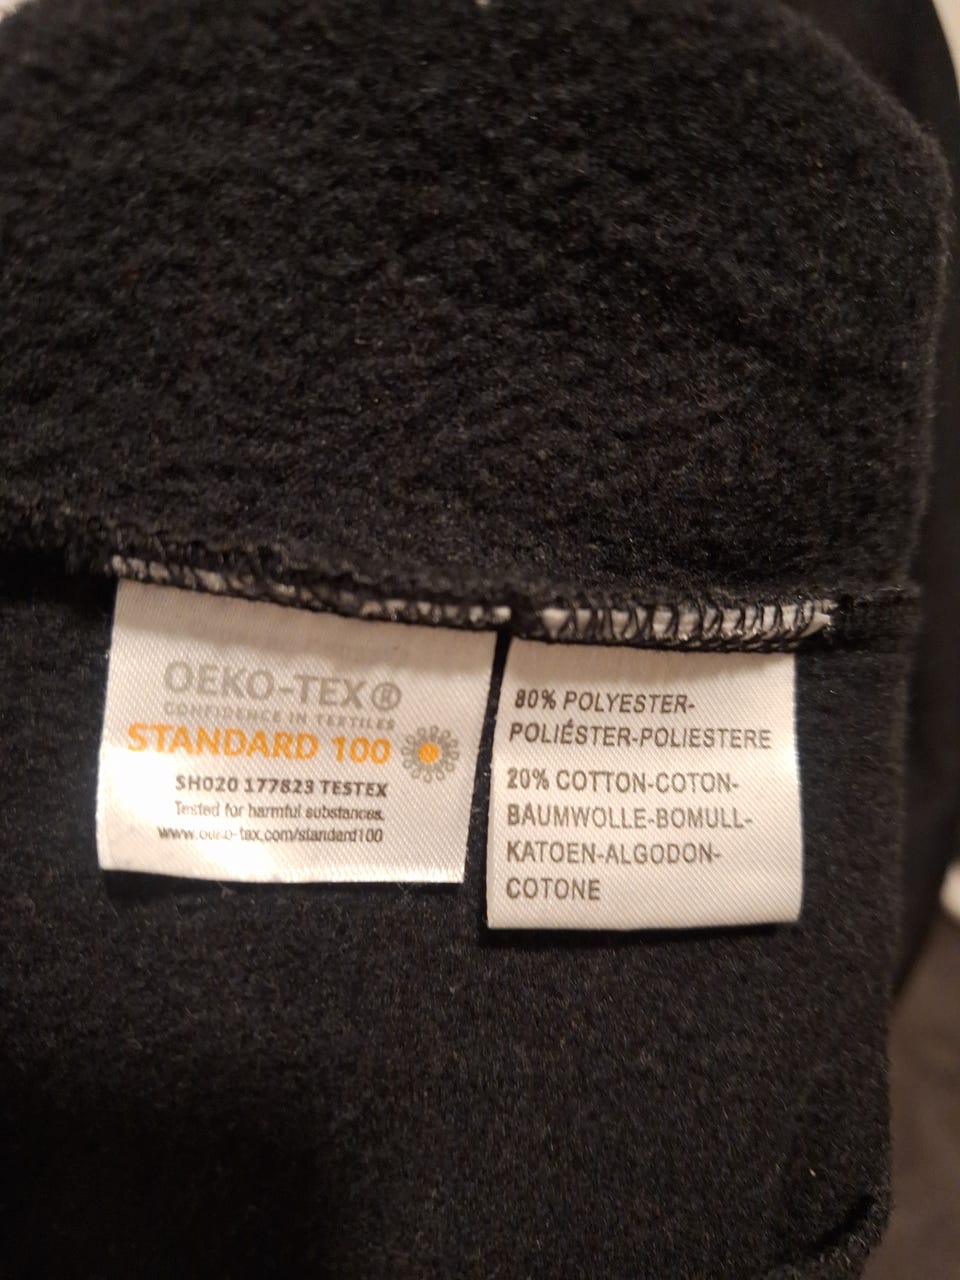 OEKO-TEX®
CONFIDENCE IN TEXTILES
STANDARD 100
SH020 177823 TESTEX
Tested for harmful substances.
www.oeko-tax.com/standard100
80% POLYESTER-
POLIÉSTER-POLIESTERE
20% COTTON-COTON-
BAUMWOLLE-BOMULL-
KATOEN-ALGODON-
COTONE